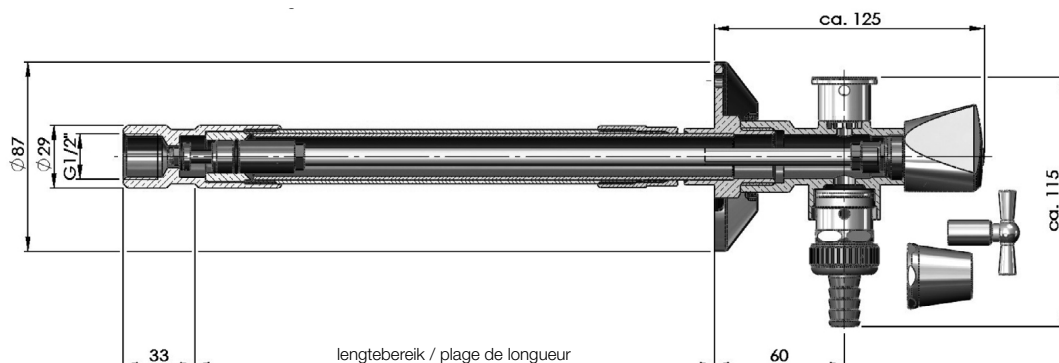 ca. 125
Ø87
Ø29
G1/2"
ca. 115
33
lengtebereik / plage de longueur
60